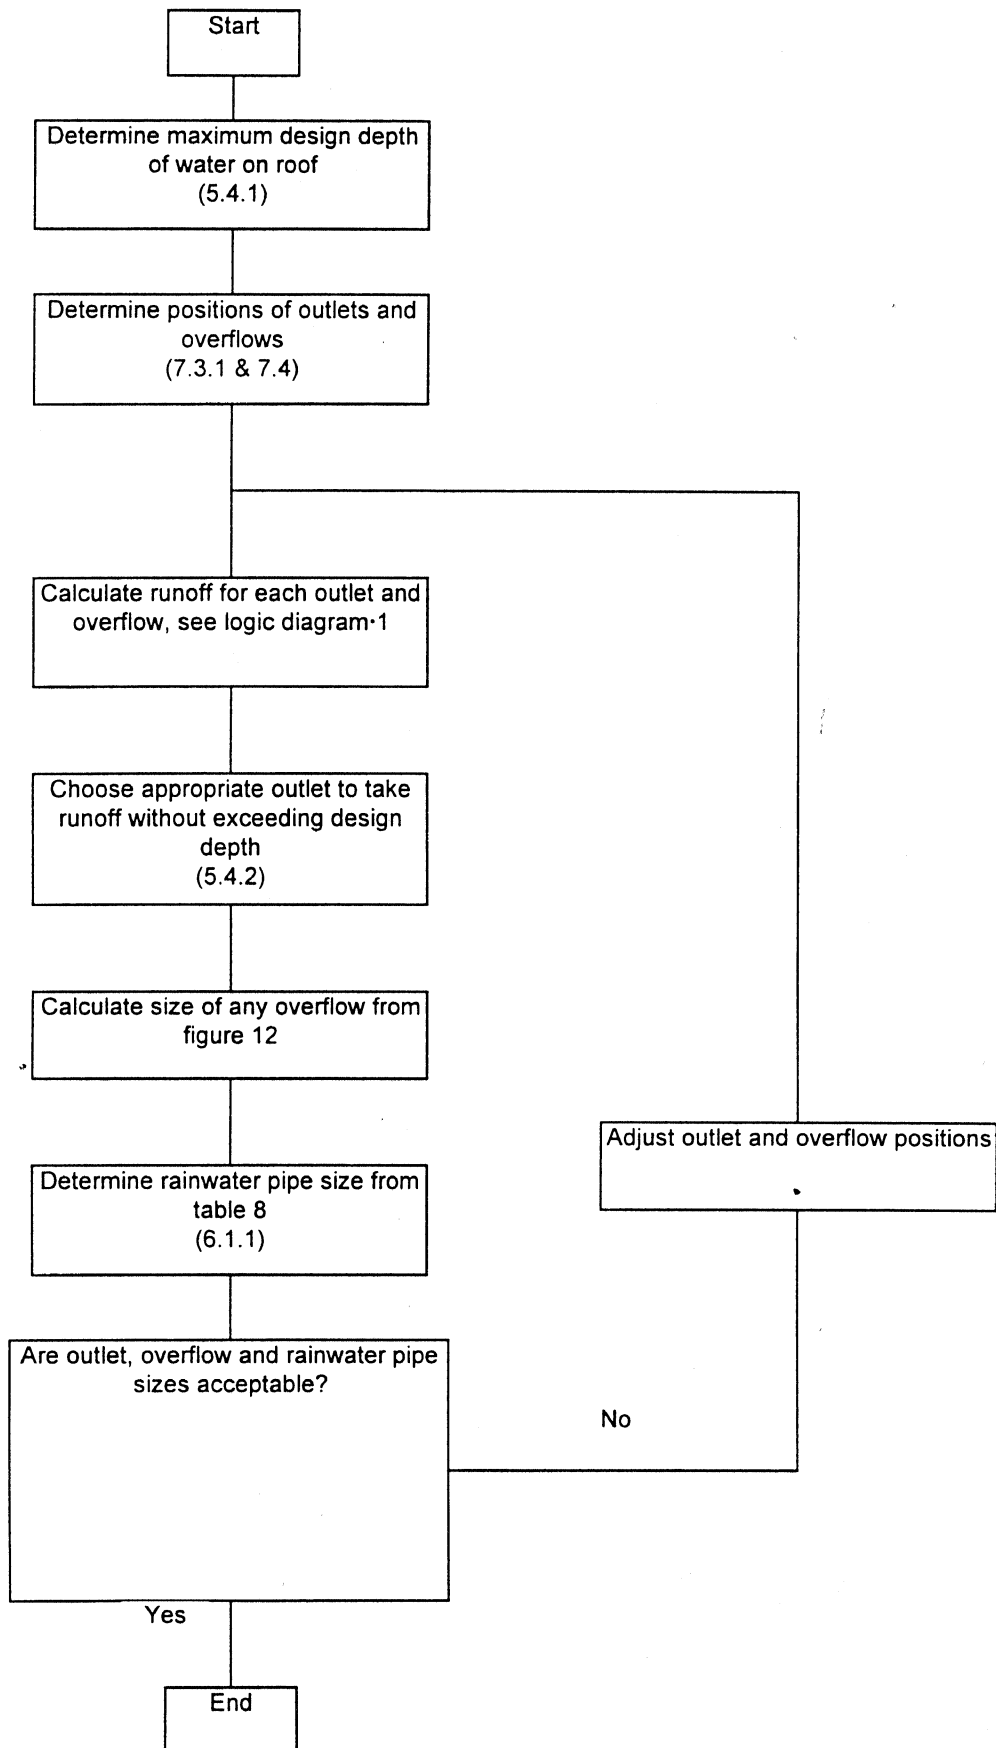 Start
Determine maximum design depth
of water on roof
(5.4.1)
Determine positions of outlets and
overflows
(7.3.1 & 7.4)
Calculate runoff for each outlet and
overflow, see logic diagram·1
Choose appropriate outlet to take
runoff without exceeding design
depth
(5.4.2)
Calculate size of any overflow from
figure 12
Adjust outlet and overflow positions
Determine rainwater pipe size from
table 8
(6.1.1)
Are outlet, overflow and rainwater pipe
sizes acceptable?
No
Yes
End